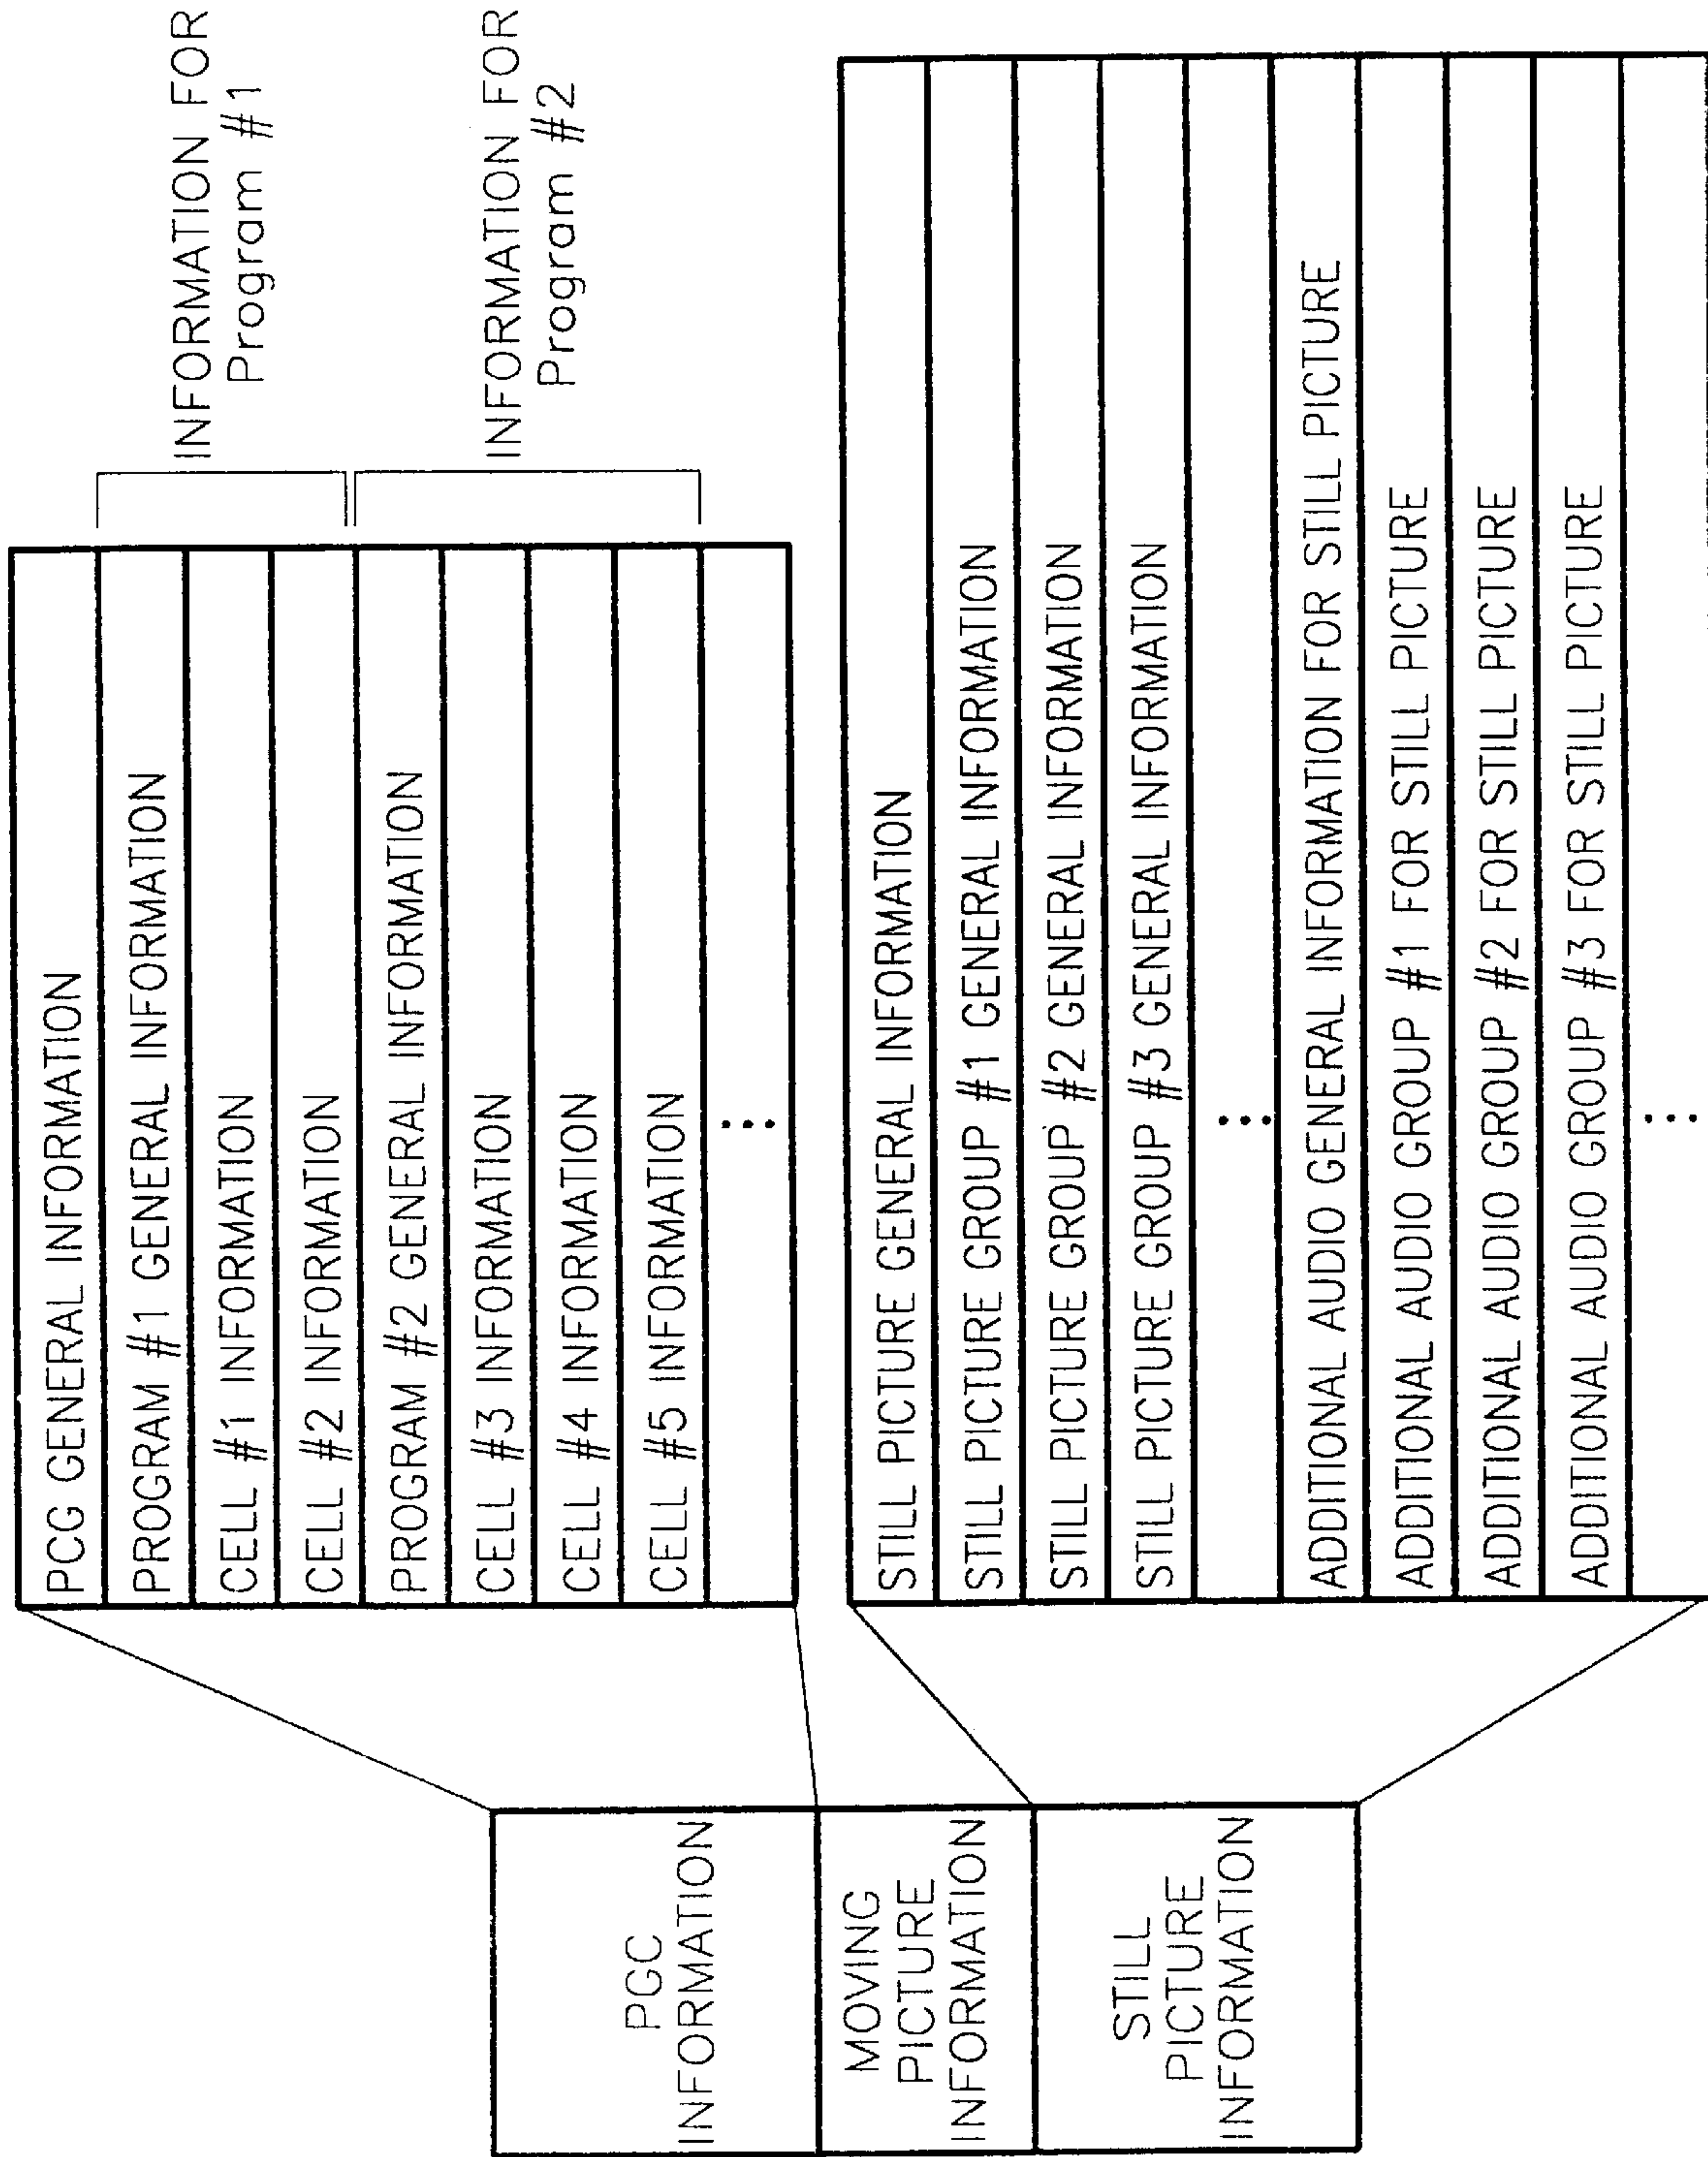 PGC
INFORMATION
MOVING
PICTURE
INFORMATION
STILL
PICTURE
INFORMATION
PCG GENERAL INFORMATION
PROGRAM #1 GENERAL INFORMATION
CELL #1 INFORMATION
CELL #2 INFORMATION
PROGRAM #2 GENERAL INFORMATION
CELL #3 INFORMATION
CELL #4 INFORMATION
CELL #5 INFORMATION
...
INFORMATION FOR
Program #1
INFORMATION FOR
Program #2
STILL PICTURE GENERAL INFORMATION
STILL PICTURE GROUP #1 GENERAL INFORMATION
STILL PICTURE GROUP #2 GENERAL INFORMATION
STILL PICTURE GROUP #3 GENERAL INFORMATION
...
ADDITIONAL AUDIO GENERAL INFORMATION FOR STILL PICTURE
ADDITIONAL AUDIO GROUP #1 FOR STILL PICTURE
ADDITIONAL AUDIO GROUP #2 FOR STILL PICTURE
ADDITIONAL AUDIO GROUP #3 FOR STILL PICTURE
...